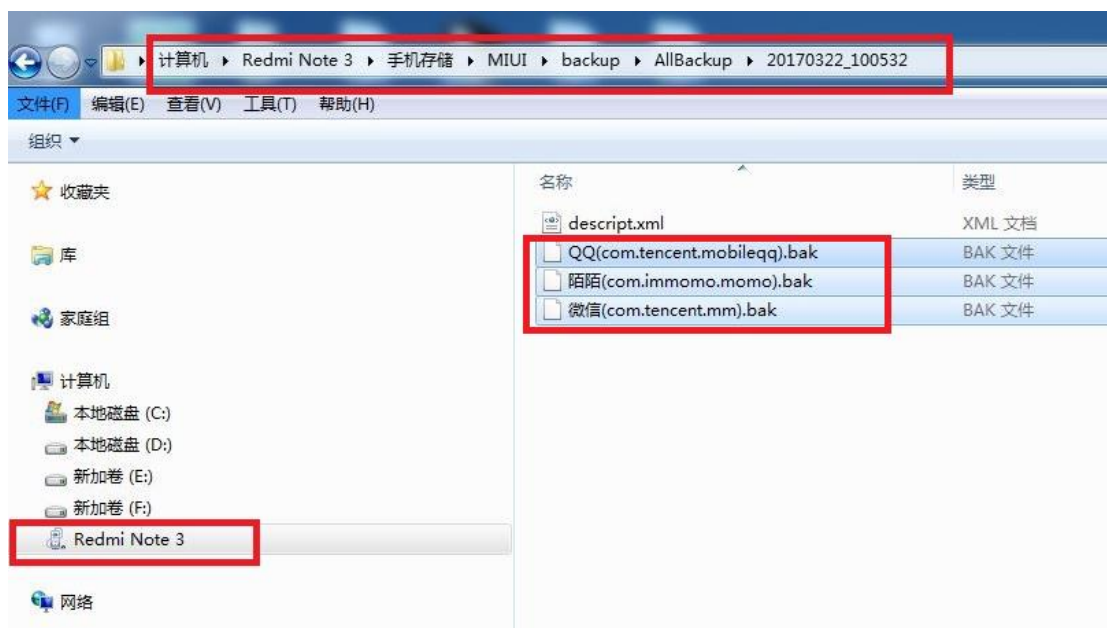 计算机 Redmi Note 3 手机存储 MIUI backup AllBackup 20170322_100532
文件(F) 编辑(E) 查看(V) 工具(T) 帮助(H)
组织
收藏夹
库
家庭组
计算机
本地磁盘 (C:)
本地磁盘 (D:)
新加卷 (E:)
新加卷 (F:)
Redmi Note 3
网络
名称 类型
descript.xml XML 文档
QQ(com.tencent.mobileqq).bak BAK 文件
陌陌(com.immomo.momo).bak BAK 文件
微信(com.tencent.mm).bak BAK 文件